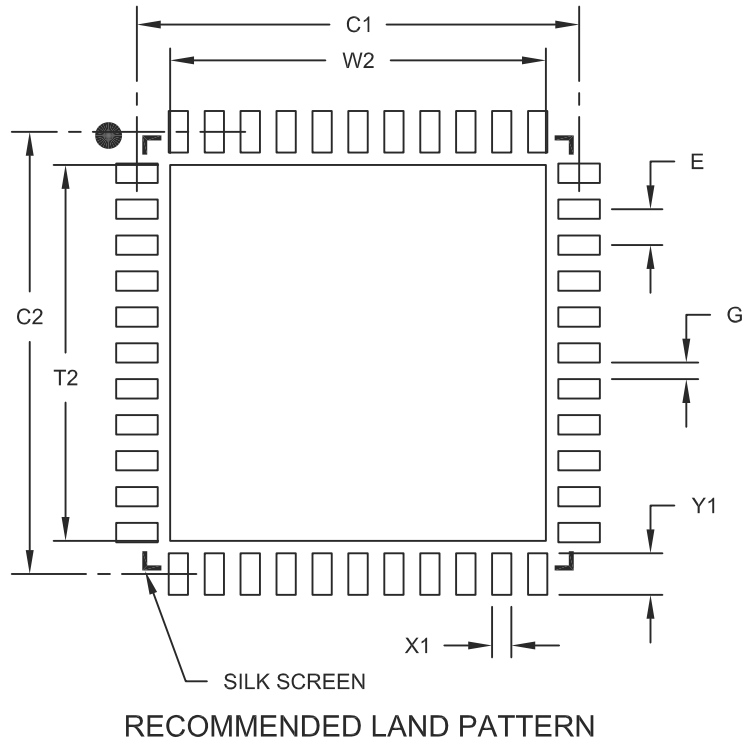 C1
W2
E
C2
G
T2
Y1
X1
SILK SCREEN
RECOMMENDED LAND PATTERN